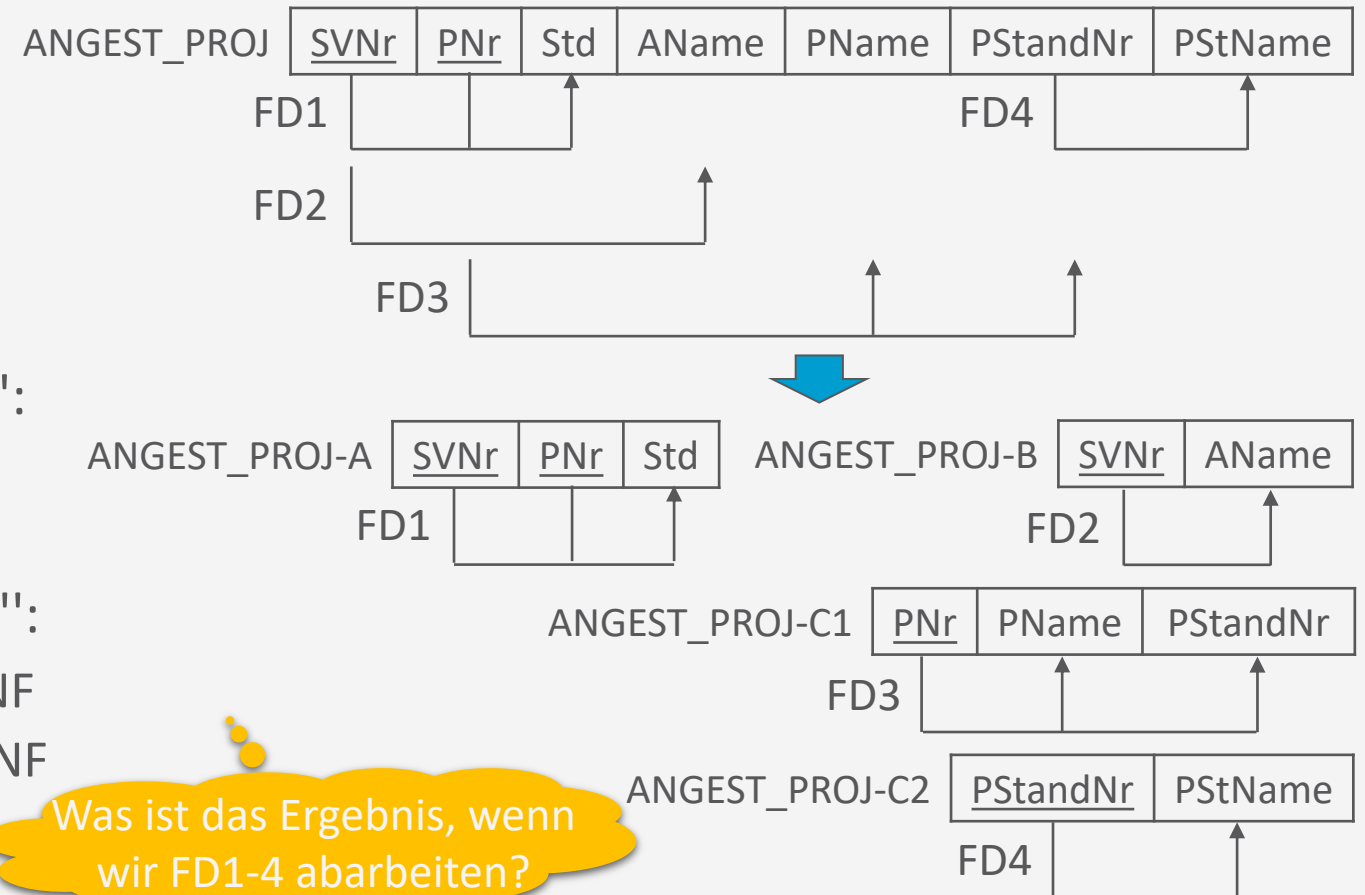 ANGEST_PROJ SVNr PNr Std AName PName PStandNr PStName
FD1 FD4
FD2
FD3
":
ANGEST_PROJ-A SVNr PNr Std ANGEST_PROJ-B SVNr AName
FD1 FD2
":
ANGEST_PROJ-C1 PNr PName PStandNr
FD3
NF
NF
ANGEST_PROJ-C2 PStandNr PStName
Was ist das Ergebnis, wenn
wir FD1-4 abarbeiten?
FD4